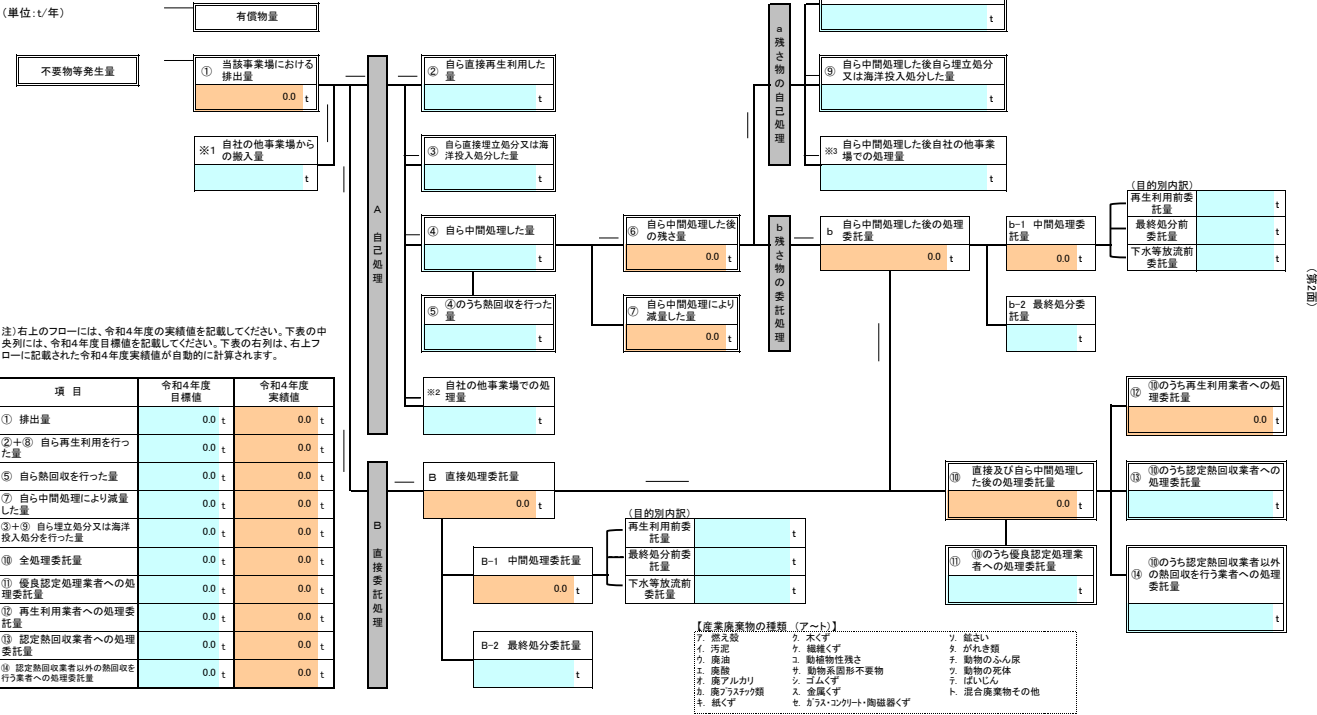 （単位:t/年）
有償物量
t
不要物等発生量
① 当該事業場における
排出量
0.0 t
※1 自社の他事業場から
の搬入量
t
A 自己処理
② 自ら直接再生利用した
量
t
③ 自ら直接埋立処分又は海
洋投入処分した量
t
④ 自ら中間処理した量
t
⑤ ④のうち熱回収を行った
量
t
※2 自社の他事業場での処
理量
t
⑥ 自ら中間処理した後
の残さ量
0.0 t
⑦ 自ら中間処理により
減量した量
0.0 t
a 残さ物の自己処理
⑨ 自ら中間処理した後自ら埋立処分
又は海洋投入処分した量
t
※3 自ら中間処理した後自社の他事業
場での処理量
t
b 残さ物の委託処理
b 自ら中間処理した後の処理
委託量
0.0 t
b-1 中間処理委
託量
0.0 t
b-2 最終処分委
託量
t
（目的別内訳）
再生利用前委
託量
t
最終処分前
委託量
t
下水等放流前
委託量
t
（第2面）
注）右上のフローには、令和4年度の実績値を記載してください。下表の中
央列には、令和4年度目標値を記載してください。下表の右列は、右上フ
ローに記載された令和4年度実績値が自動的に計算されます。
項 目
令和4年度
目標値
令和4年度
実績値
① 排出量
0.0 t
0.0 t
②+⑧ 自ら再生利用を行っ
た量
0.0 t
0.0 t
⑤ 自ら熱回収を行った量
0.0 t
0.0 t
⑦ 自ら中間処理により減量
した量
0.0 t
0.0 t
③+⑨ 自ら埋立処分又は海洋
投入処分を行った量
0.0 t
0.0 t
⑩ 全処理委託量
0.0 t
0.0 t
⑪ 優良認定処理業者への処
理委託量
0.0 t
0.0 t
⑫ 再生利用業者への処理委
託量
0.0 t
0.0 t
⑬ 認定熱回収業者への処理
委託量
0.0 t
0.0 t
⑭ 認定熱回収業者以外の熱回収を
行う業者への処理委託量
0.0 t
0.0 t
B 直接委託処理
B 直接処理委託量
0.0 t
B-1 中間処理委託量
0.0 t
B-2 最終処分委託量
t
（目的別内訳）
再生利用前委
託量
t
最終処分前委
託量
t
下水等放流前
委託量
t
⑩ 直接及び自ら中間処理し
た後の処理委託量
0.0 t
⑪ ⑩のうち優良認定処理業
者への処理委託量
t
⑫ ⑩のうち再生利用業者への処
理委託量
0.0 t
⑬ ⑩のうち認定熱回収業者への
処理委託量
t
⑭ ⑩のうち認定熱回収業者以外
の熱回収を行う業者への処理
委託量
t
【産業廃棄物の種類 （ア～ト）】
ア. 燃え殻
イ. 汚泥
ウ. 廃油
エ. 廃酸
オ. 廃アルカリ
カ. 廃プラスチック類
キ. 紙くず
ク. 木くず
ケ. 繊維くず
コ. 動植物性残さ
サ. 動物系固形不要物
シ. ゴムくず
ス. 金属くず
セ. ガラス・コンクリート・陶磁器くず
ソ. 鉱さい
タ. がれき類
チ. 動物のふん尿
ツ. 動物の死体
テ. ばいじん
ト. 混合廃棄物その他